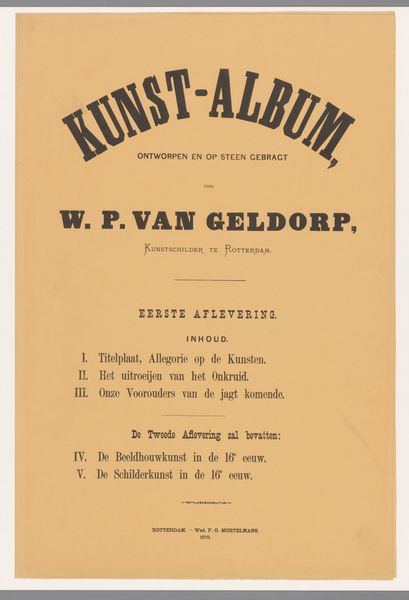 KUNST-ALBUM,
ONTWORPEN EN OP STEEN GEBRAGT
DOOR
W. P. VAN GELDORP,
KUNSTSCHILDER TE ROTTERDAM.
EERSTE AFLEVERING.
INHOUD.
I. Titelplaat, Allegorie op de Kunsten.
II. Het uitroeijen van het Onkruid.
III. Onze Voorouders van de jagt komende.
De Tweede Aflevering zal bevatten:
IV. De Beeldhouwkunst in de 16e eeuw.
V. De Schilderkunst in de 16e eeuw.
ROTTERDAM. — Wed. F. G. MORTELMANS.